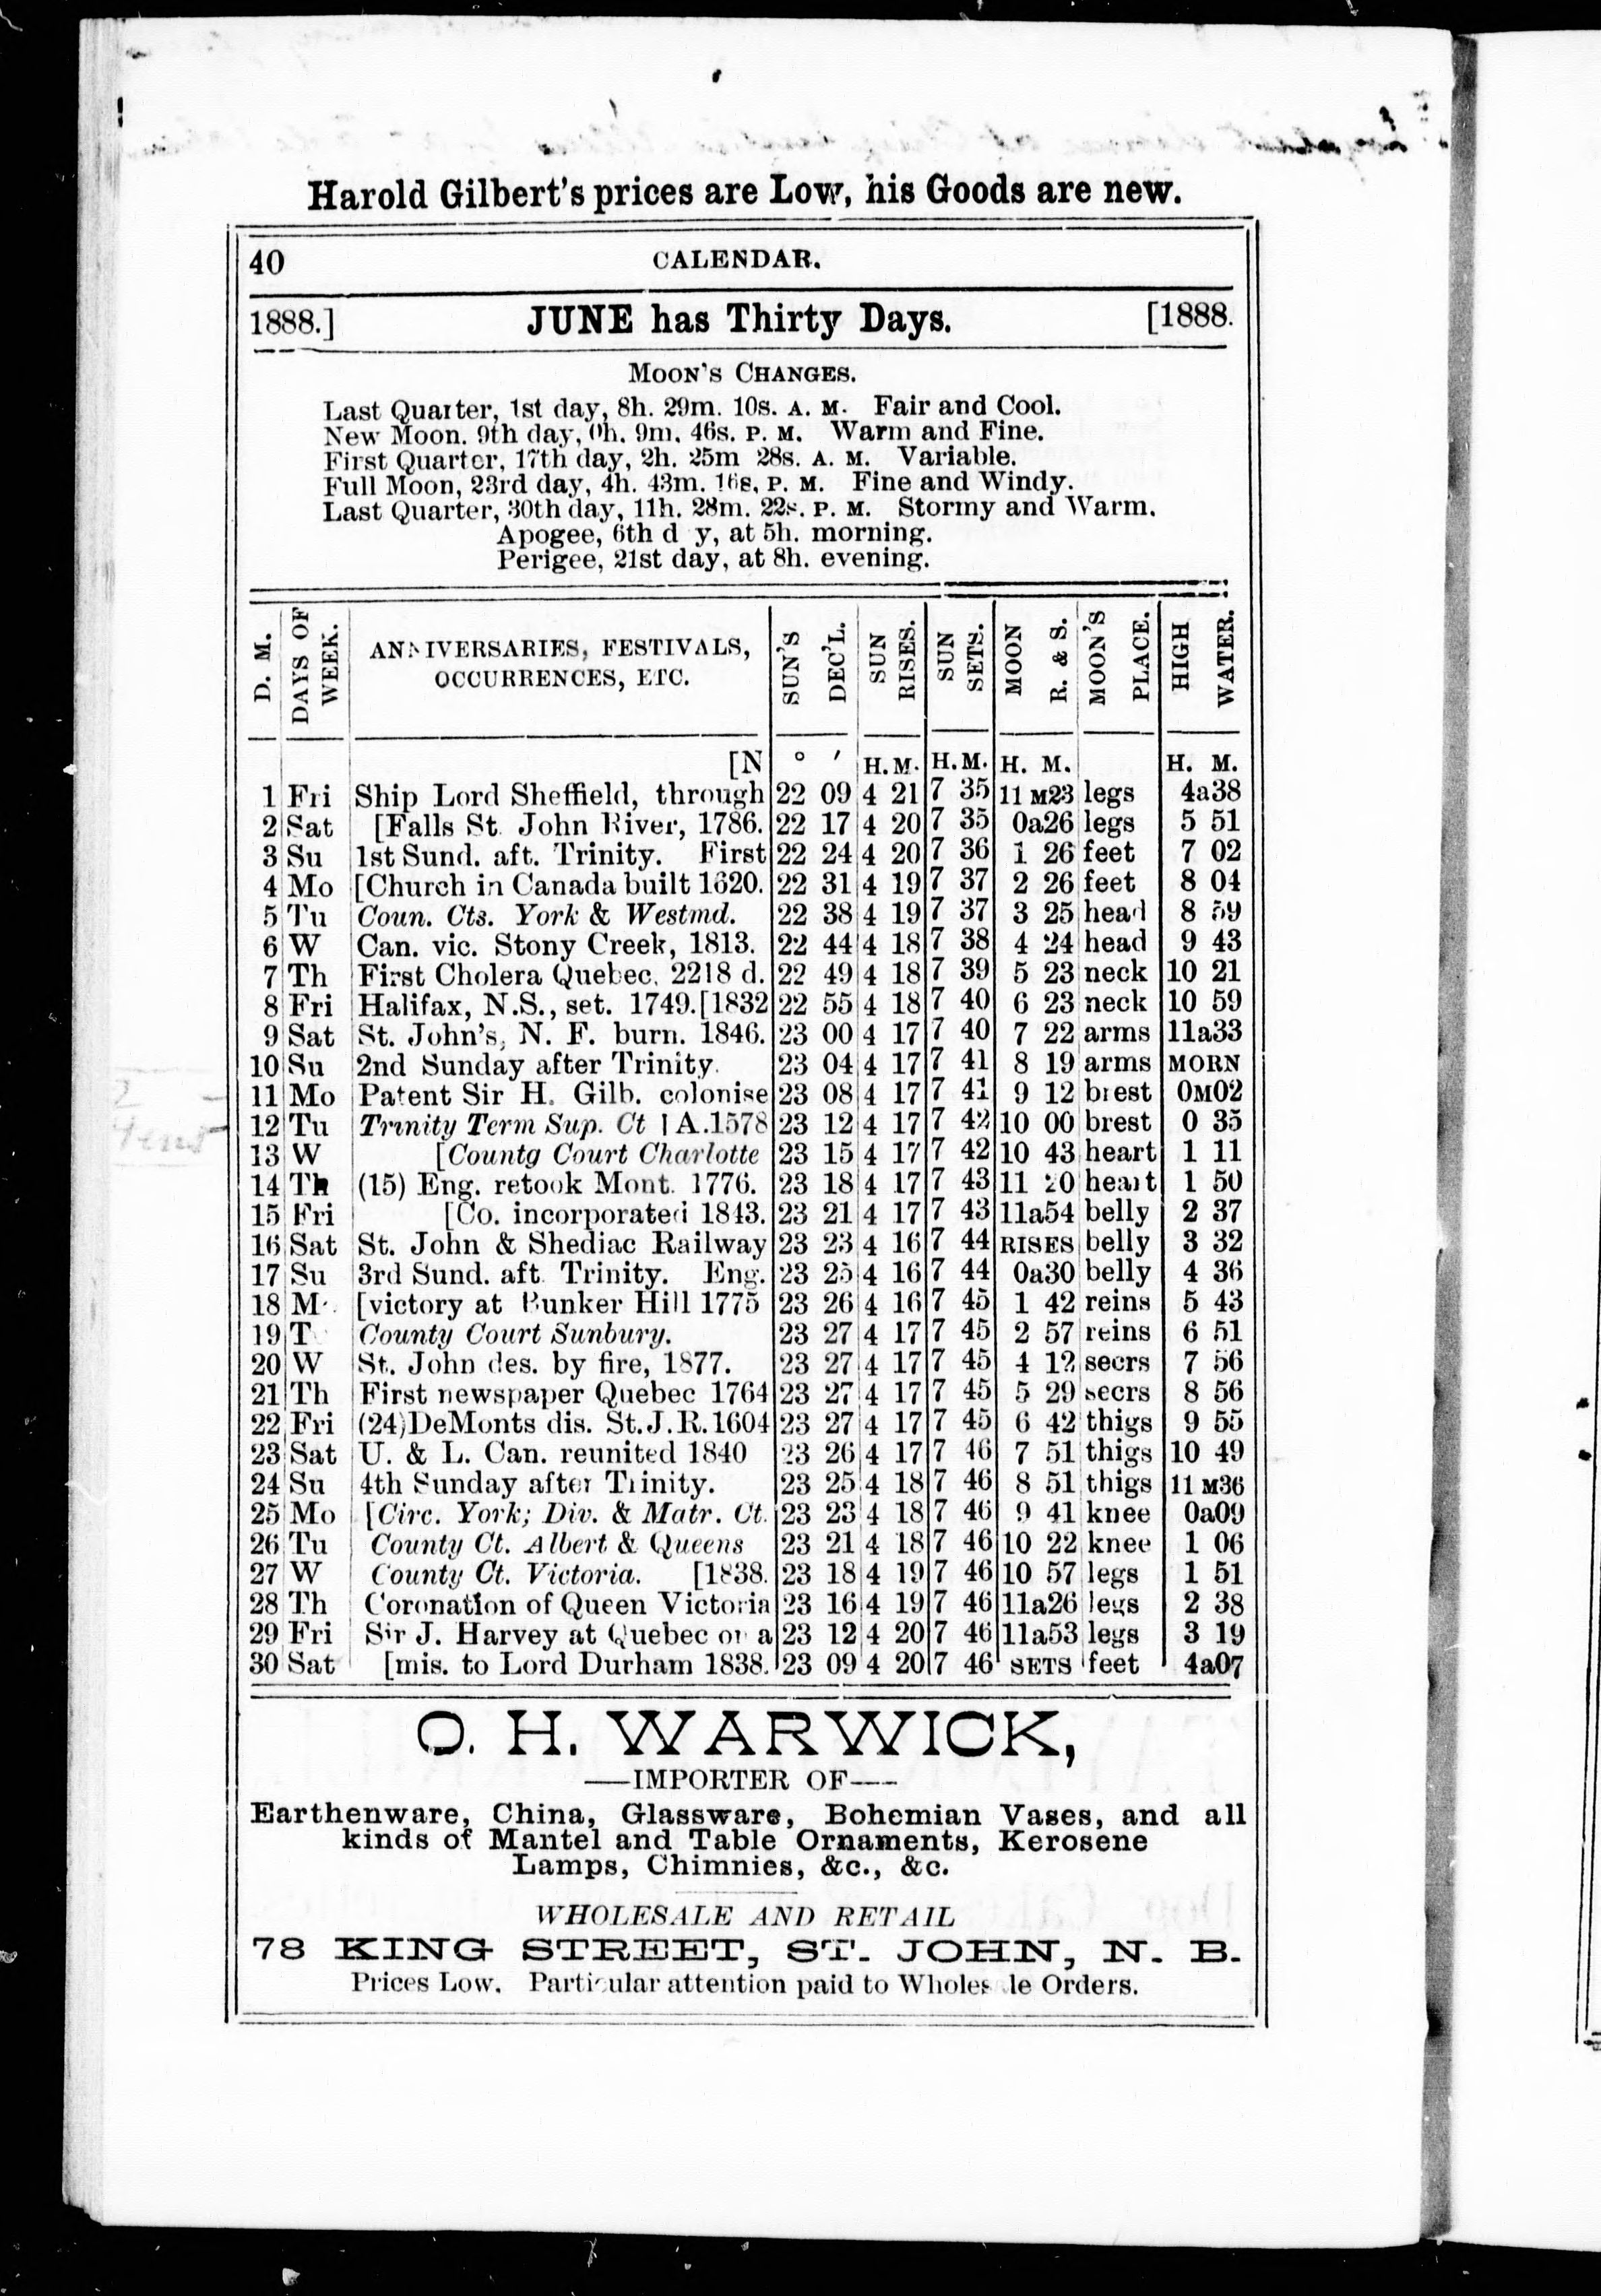 Harold Gilbert's prices are Low, his Goods are new.
40 CALENDAR.
1888.] JUNE has Thirty Days. [1888.
MOON'S CHANGES.
Last Quarter, 1st day, 8h. 29m. 10s. A. M. Fair and Cool.
New Moon. 9th day, 0h. 9m. 46s. P. M. Warm and Fine.
First Quarter, 17th day, 2h. 25m 28s. A. M. Variable.
Full Moon, 23rd day, 4h. 43m. 16s. P. M. Fine and Windy.
Last Quarter, 30th day, 11h. 28m. 22s. P. M. Stormy and Warm.
Apogee, 6th d y, at 5h. morning.
Perigee, 21st day, at 8h. evening.
D. M. DAYS OF WEEK. ANNIVERSARIES, FESTIVALS, OCCURRENCES, ETC. SUN'S DEC'L. SUN RISES. SUN SETS. MOON R. & S. MOON'S PLACE. HIGH WATER.
[N ° ′ H. M. H. M. H. M. H. M.
1 Fri Ship Lord Sheffield, through 22 09 4 21 7 35 11 M23 legs 4a38
2 Sat [Falls St. John River, 1786. 22 17 4 20 7 35 0a26 legs 5 51
3 Su 1st Sund. aft. Trinity. First 22 24 4 20 7 36 1 26 feet 7 02
4 Mo [Church in Canada built 1620. 22 31 4 19 7 37 2 26 feet 8 04
5 Tu Coun. Cts. York & Westmd. 22 38 4 19 7 37 3 25 head 8 59
6 W Can. vic. Stony Creek, 1813. 22 44 4 18 7 38 4 24 head 9 43
7 Th First Cholera Quebec, 2218 d. 22 49 4 18 7 39 5 23 neck 10 21
8 Fri Halifax, N.S., set. 1749. [1832 22 55 4 18 7 40 6 23 neck 10 59
9 Sat St. John's, N. F. burn. 1846. 23 00 4 17 7 40 7 22 arms 11a33
10 Su 2nd Sunday after Trinity. 23 04 4 17 7 41 8 19 arms MORN
11 Mo Patent Sir H. Gilb. colonise 23 08 4 17 7 41 9 12 brest 0M02
12 Tu Trinity Term Sup. Ct [A.1578 23 12 4 17 7 42 10 00 brest 0 35
13 W [Countg Court Charlotte 23 15 4 17 7 42 10 43 heart 1 11
14 Th (15) Eng. retook Mont. 1776. 23 18 4 17 7 43 11 20 heart 1 50
15 Fri [Co. incorporated 1843. 23 21 4 17 7 43 11a54 belly 2 37
16 Sat St. John & Shediac Railway 23 23 4 16 7 44 RISES belly 3 32
17 Su 3rd Sund. aft. Trinity. Eng. 23 25 4 16 7 44 0a30 belly 4 36
18 M [victory at Bunker Hill 1775 23 26 4 16 7 45 1 42 reins 5 43
19 T County Court Sunbury. 23 27 4 17 7 45 2 57 reins 6 51
20 W St. John des. by fire, 1877. 23 27 4 17 7 45 4 12 secrs 7 56
21 Th First newspaper Quebec 1764 23 27 4 17 7 45 5 29 secrs 8 56
22 Fri (24)DeMonts dis. St.J.R.1604 23 27 4 17 7 45 6 42 thigs 9 55
23 Sat U. & L. Can. reunited 1840 23 26 4 17 7 46 7 51 thigs 10 49
24 Su 4th Sunday after Trinity. 23 25 4 18 7 46 8 51 thigs 11 M36
25 Mo [Circ. York; Div. & Matr. Ct. 23 23 4 18 7 46 9 41 knee 0a09
26 Tu County Ct. Albert & Queens 23 21 4 18 7 46 10 22 knee 1 06
27 W County Ct. Victoria. [1838. 23 18 4 19 7 46 10 57 legs 1 51
28 Th Coronation of Queen Victoria 23 16 4 19 7 46 11a26 legs 2 38
29 Fri Sir J. Harvey at Quebec on a 23 12 4 20 7 46 11a53 legs 3 19
30 Sat [mis. to Lord Durham 1838. 23 09 4 20 7 46 SETS feet 4a07
O. H. WARWICK,
—IMPORTER OF—
Earthenware, China, Glassware, Bohemian Vases, and all
kinds of Mantel and Table Ornaments, Kerosene
Lamps, Chimnies, &c., &c.
WHOLESALE AND RETAIL
78 KING STREET, ST. JOHN, N. B.
Prices Low. Particular attention paid to Wholesale Orders.